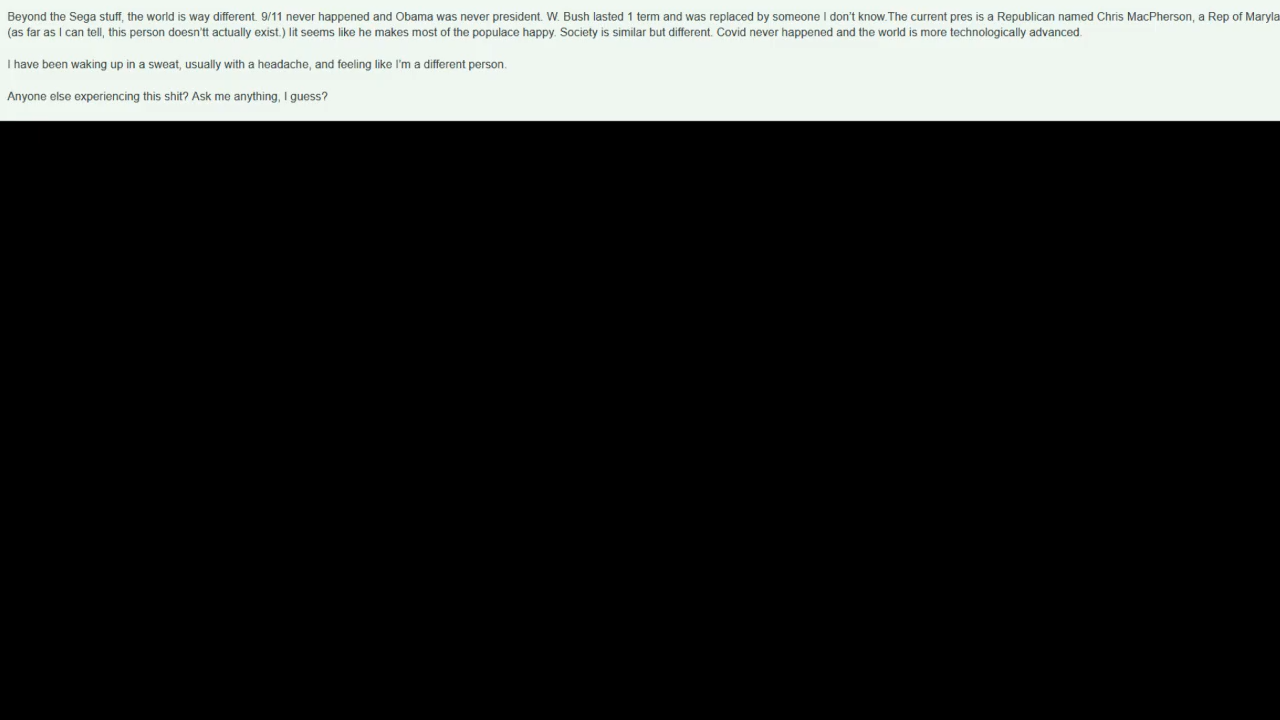 Beyond the Sega stuff, the world is way different. 9/11 never happened and Obama was never president. W. Bush lasted 1 term and was replaced by someone I don't know.The current pres is a Republican named Chris MacPherson, a Rep of Maryla
(as far as I can tell, this person doesn'tt actually exist.) Iit seems like he makes most of the populace happy. Society is similar but different. Covid never happened and the world is more technologically advanced.
I have been waking up in a sweat, usually with a headache, and feeling like I'm a different person.
Anyone else experiencing this shit? Ask me anything, I guess?